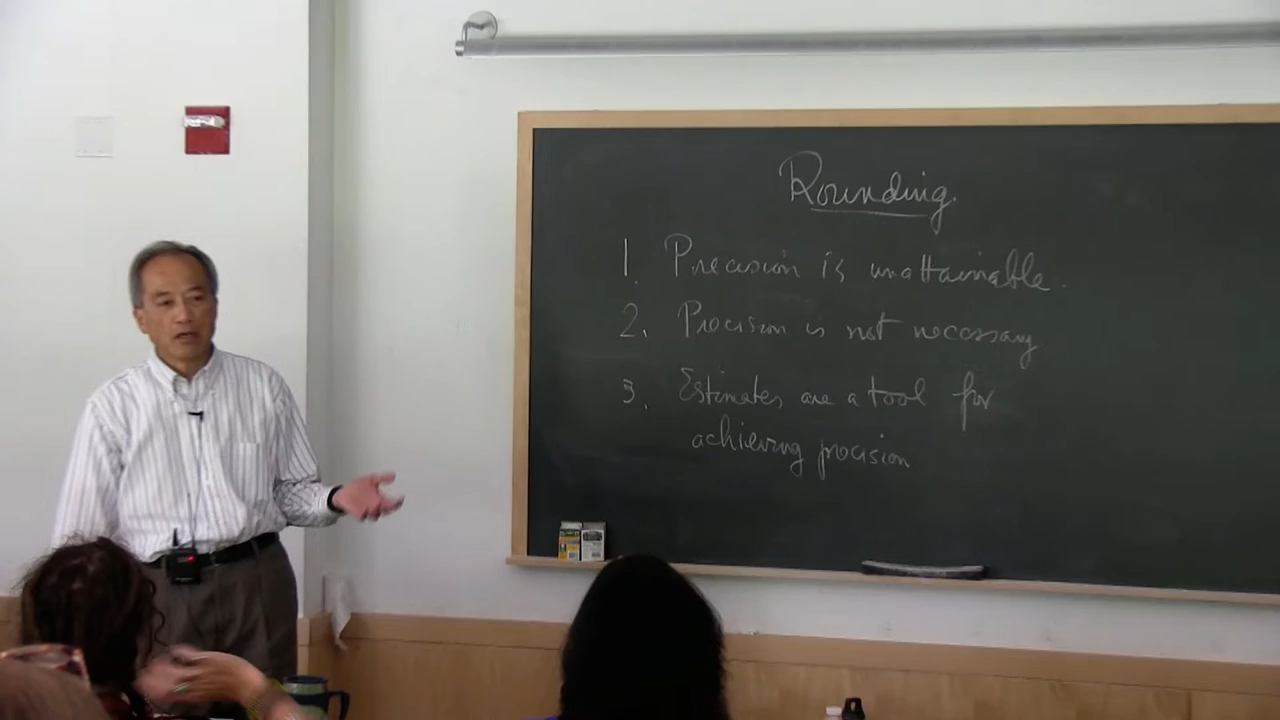 Rounding
1. Precision is unattainable.
2. Precision is not necessary
3. Estimates are a tool for
achieving precision